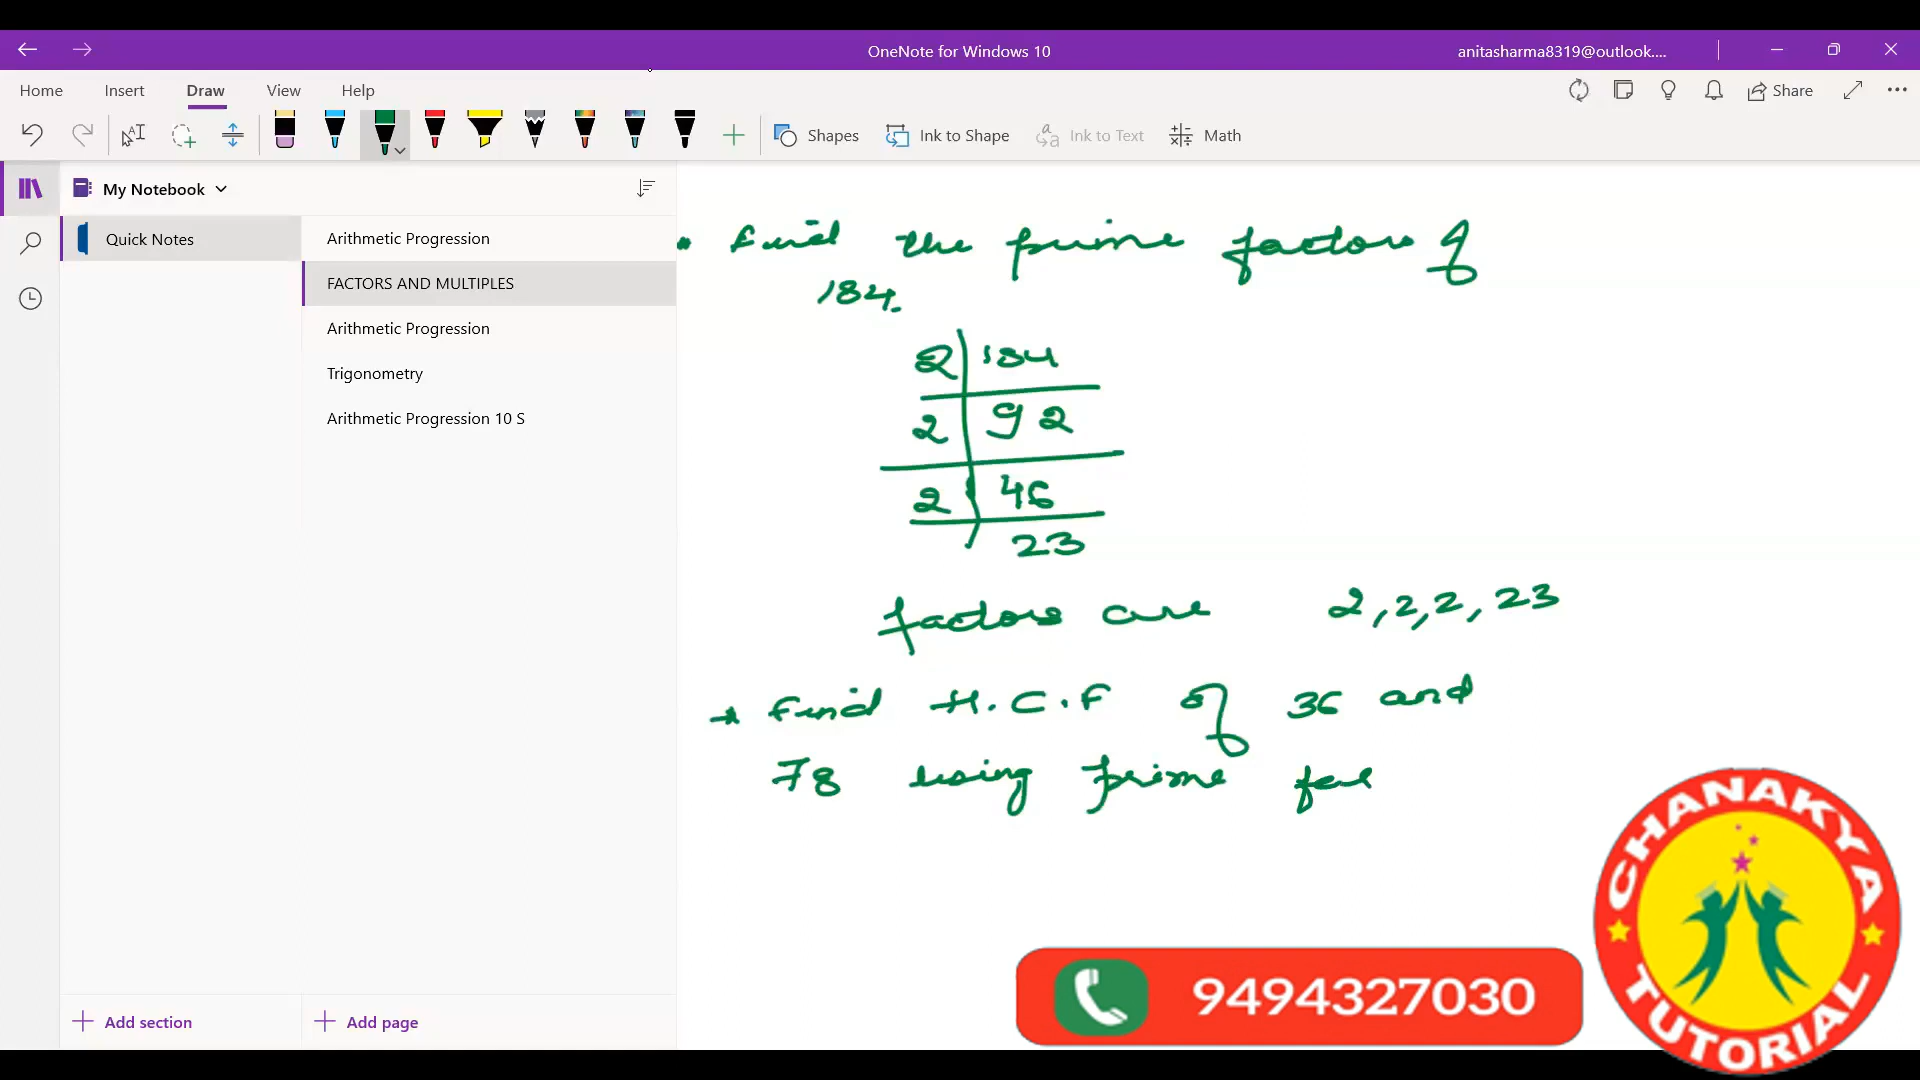 OneNote for Windows 10
anitasharma8319@outlook....
Home Insert Draw View Help
Share
Shapes Ink to Shape Ink to Text Math
My Notebook
Quick Notes
Arithmetic Progression
FACTORS AND MULTIPLES
Arithmetic Progression
Trigonometry
Arithmetic Progression 10 S
Add section
Add page
Find the prime factors of
184.
2 184
2 92
2 46
23
factors are 2,2,2,23
* Find H.C.F of 36 and
78 using prime fac
9494327030
CHANAKYA
TUTORIAL